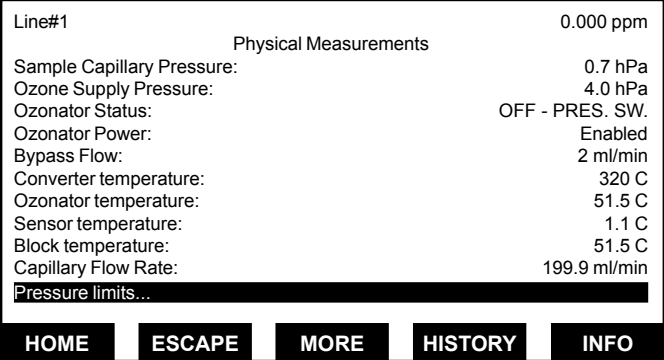 Line#1 0.000 ppm
Physical Measurements
Sample Capillary Pressure: 0.7 hPa
Ozone Supply Pressure: 4.0 hPa
Ozonator Status: OFF - PRES. SW.
Ozonator Power: Enabled
Bypass Flow: 2 ml/min
Converter temperature: 320 C
Ozonator temperature: 51.5 C
Sensor temperature: 1.1 C
Block temperature: 51.5 C
Capillary Flow Rate: 199.9 ml/min
Pressure limits...
HOME ESCAPE MORE HISTORY INFO